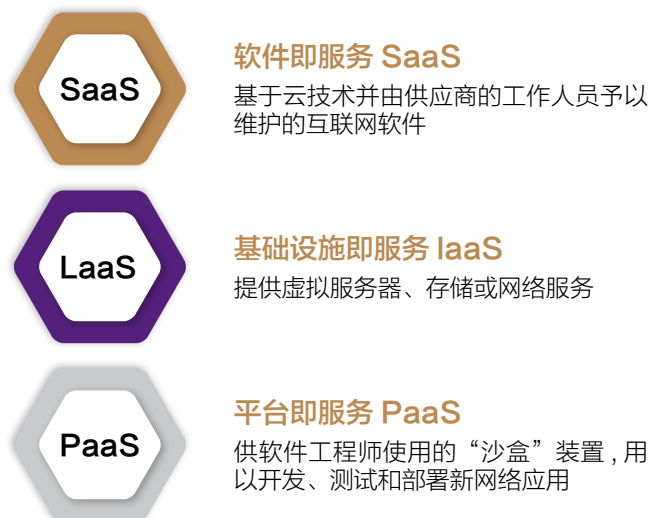 SaaS
软件即服务 SaaS
基于云技术并由供应商的工作人员予以
维护的互联网软件
LaaS
基础设施即服务 IaaS
提供虚拟服务器、存储或网络服务
PaaS
平台即服务 PaaS
供软件工程师使用的“沙盒”装置,用
以开发、测试和部署新网络应用